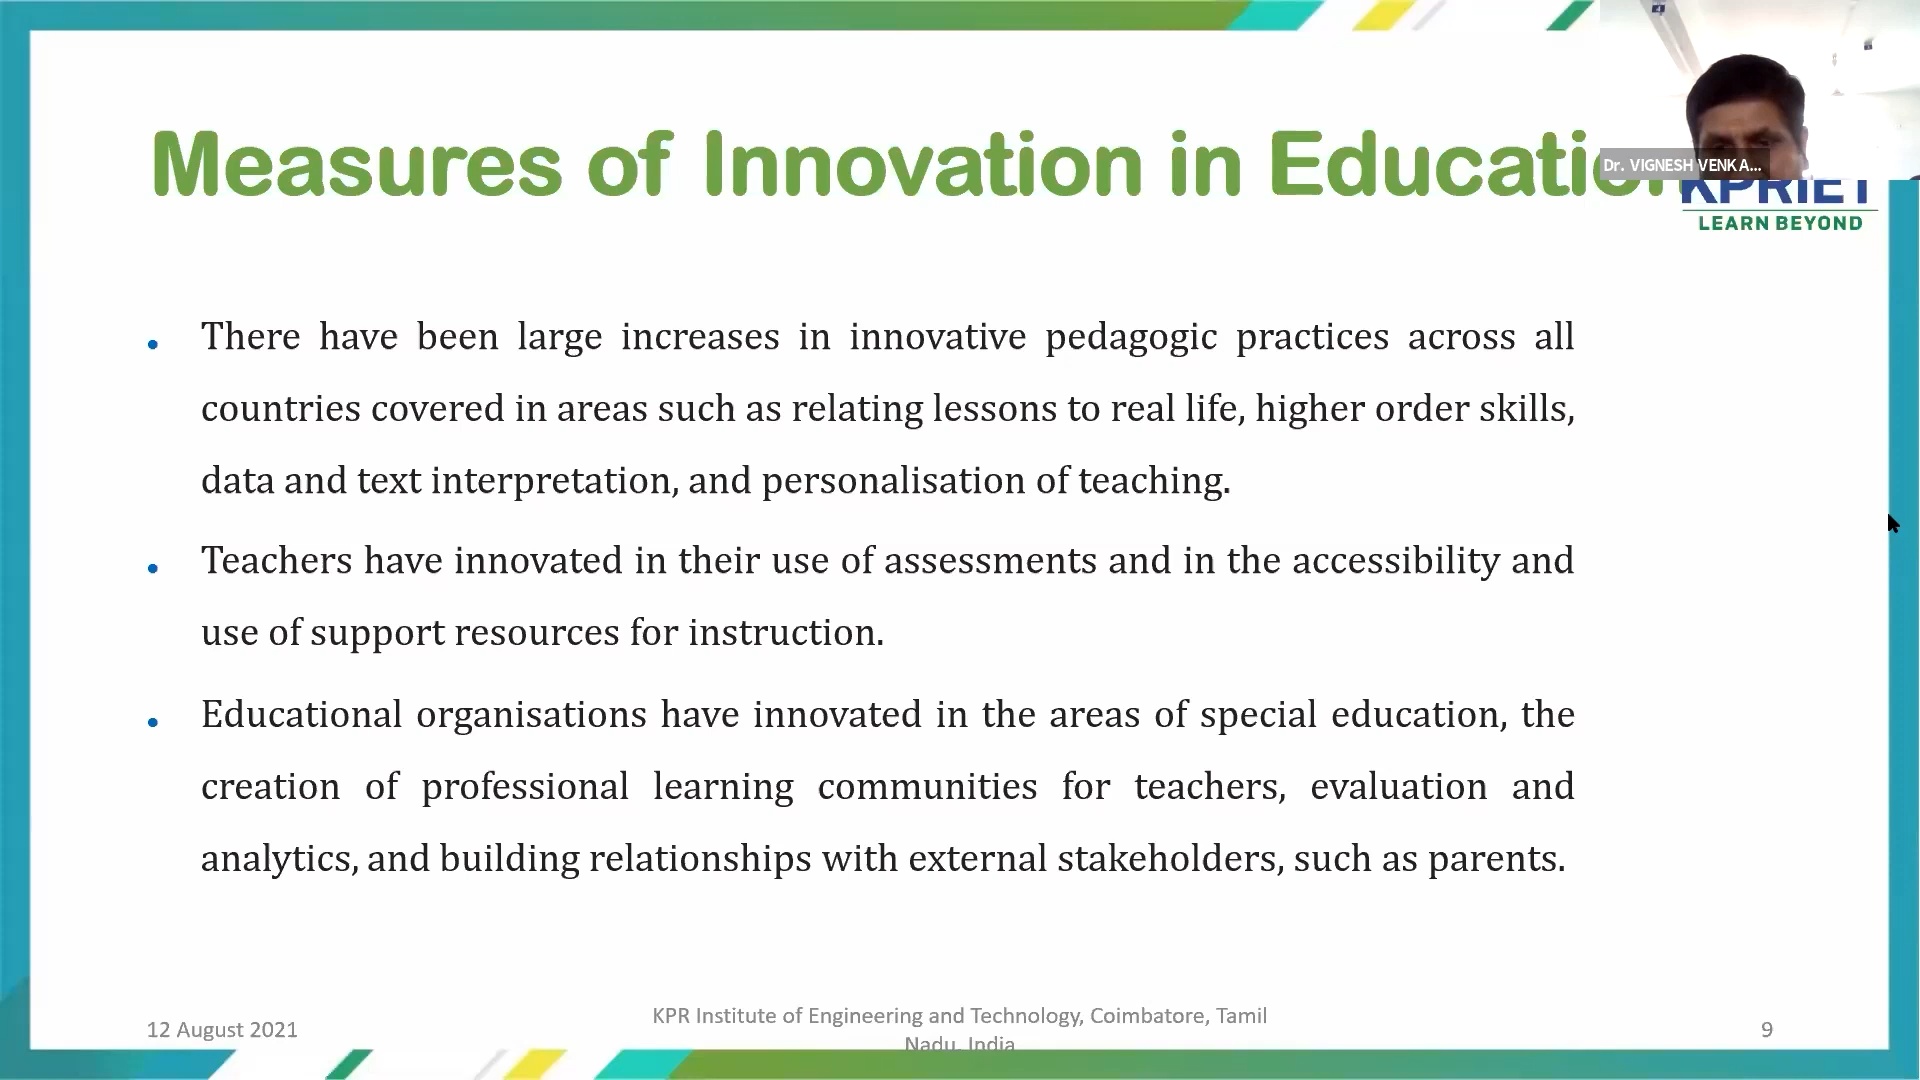 Measures of Innovation in Education
Dr. VIGNESH VENKA...
KPRIET
LEARN BEYOND
• There have been large increases in innovative pedagogic practices across all
countries covered in areas such as relating lessons to real life, higher order skills,
data and text interpretation, and personalisation of teaching.
• Teachers have innovated in their use of assessments and in the accessibility and
use of support resources for instruction.
• Educational organisations have innovated in the areas of special education, the
creation of professional learning communities for teachers, evaluation and
analytics, and building relationships with external stakeholders, such as parents.
12 August 2021
KPR Institute of Engineering and Technology, Coimbatore, Tamil
Nadu, India
9